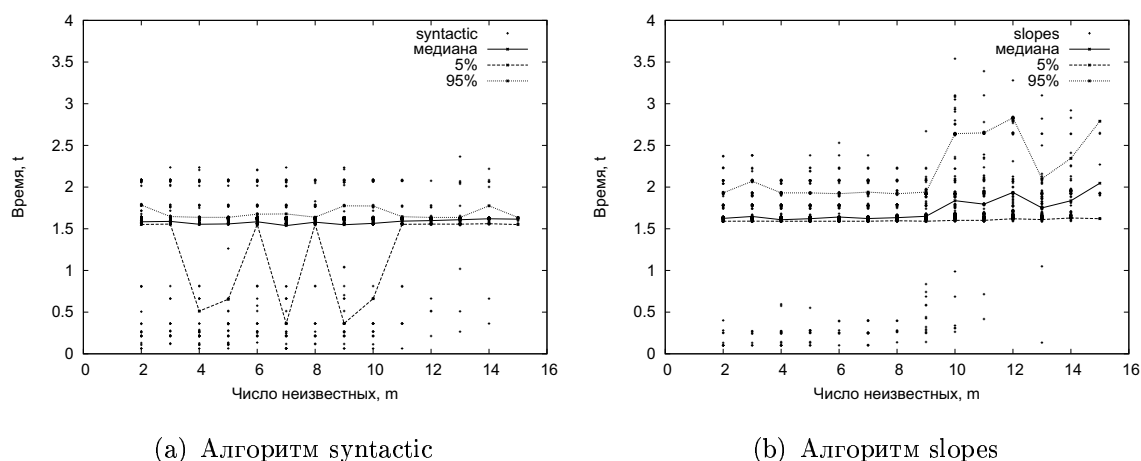 4
3.5
3
2.5
2
1.5
1
0.5
0
Время, t
syntactic
медиана
5%
95%
0 2 4 6 8 10 12 14 16
Число неизвестных, m
(a) Алгоритм syntactic
4
3.5
3
2.5
2
1.5
1
0.5
0
Время, t
slopes
медиана
5%
95%
0 2 4 6 8 10 12 14 16
Число неизвестных, m
(b) Алгоритм slopes